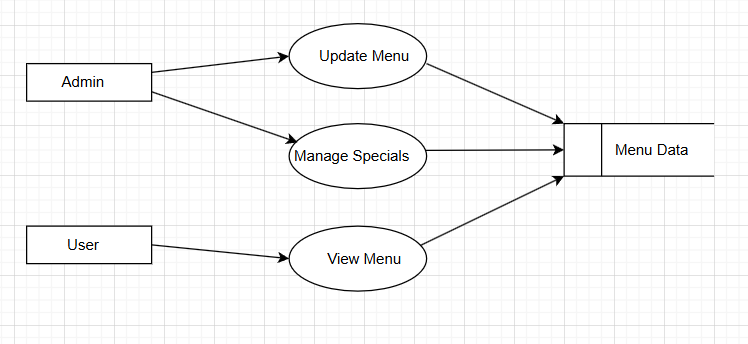 Update Menu
Admin
Manage Specials
Menu Data
User
View Menu